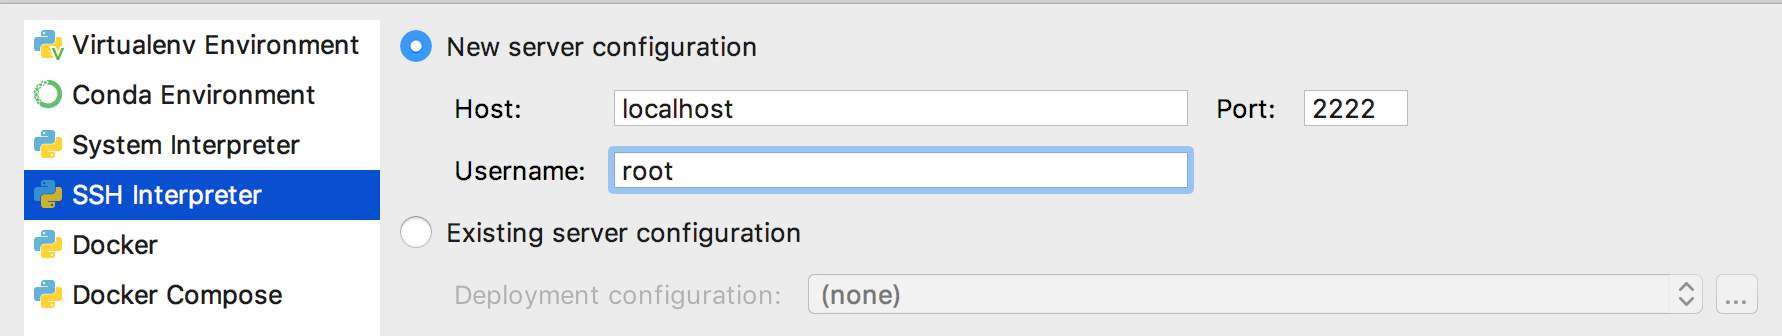 Virtualenv Environment
Conda Environment
System Interpreter
SSH Interpreter
Docker
Docker Compose
New server configuration
Host: localhost Port: 2222
Username: root
Existing server configuration
Deployment configuration: (none) ...